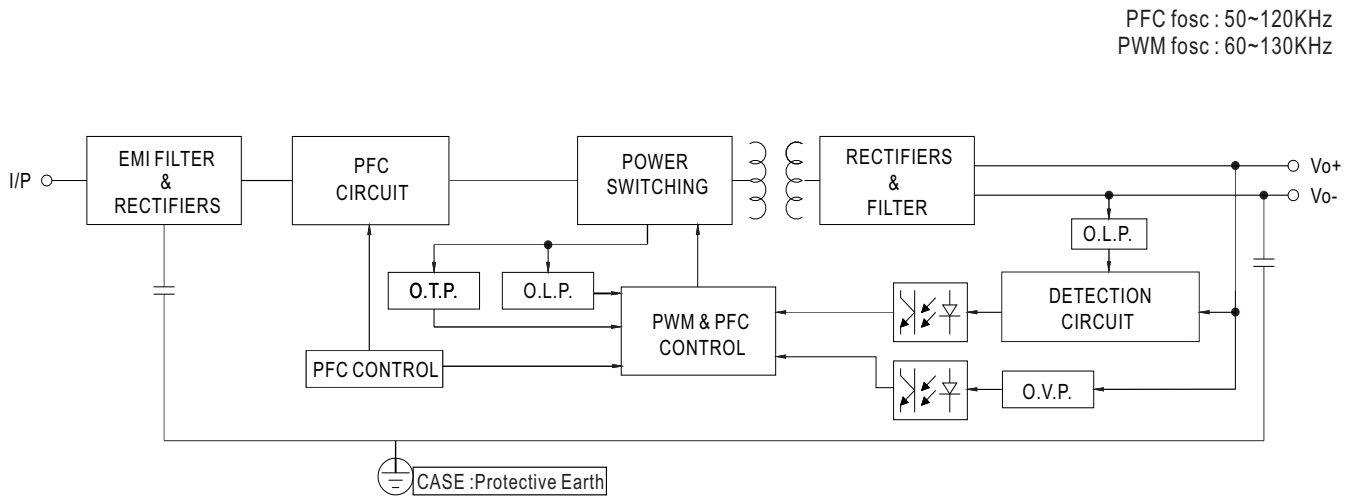 PFC fosc : 50~120KHz
PWM fosc : 60~130KHz
I/P
EMI FILTER
&
RECTIFIERS
PFC
CIRCUIT
POWER
SWITCHING
RECTIFIERS
&
FILTER
Vo+
Vo-
O.L.P.
O.T.P.
O.L.P.
PWM & PFC
CONTROL
DETECTION
CIRCUIT
PFC CONTROL
O.V.P.
CASE :Protective Earth